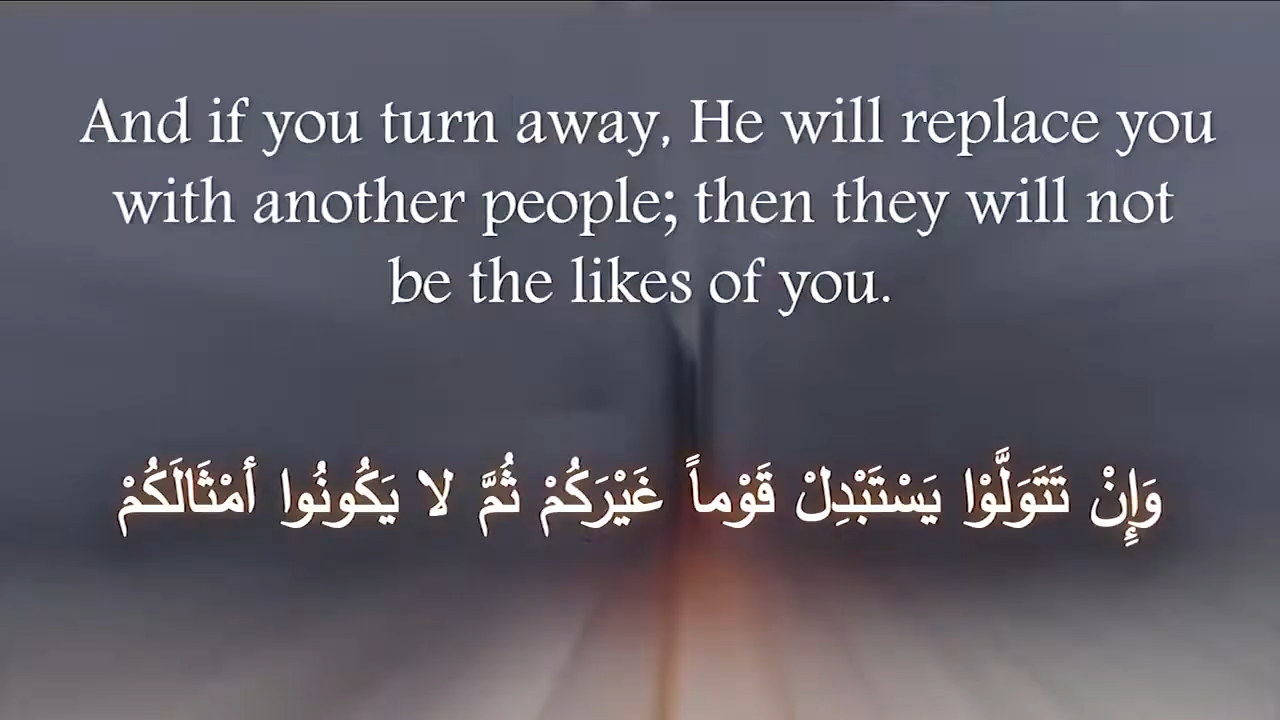 And if you turn away, He will replace you
with another people; then they will not
be the likes of you.
وَإِنْ تَتَوَلَّوْا يَسْتَبْدِلْ قَوْماً غَيْرَكُمْ ثُمَّ لا يَكُونُوا أَمْثَالَكُمْ